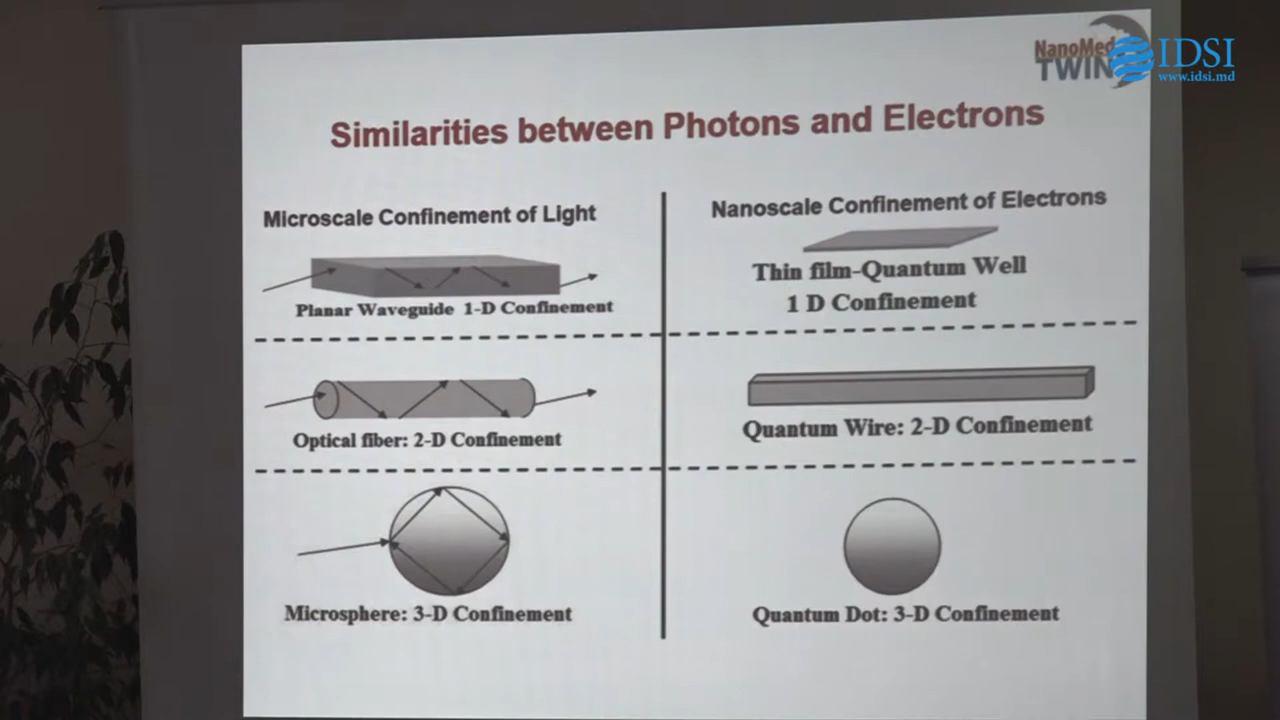 NanoMed
TWIN
IDSI
www.idsi.md
Similarities between Photons and Electrons
Microscale Confinement of Light
Planar Waveguide 1-D Confinement
Optical fiber: 2-D Confinement
Microsphere: 3-D Confinement
Nanoscale Confinement of Electrons
Thin film-Quantum Well
1 D Confinement
Quantum Wire: 2-D Confinement
Quantum Dot: 3-D Confinement